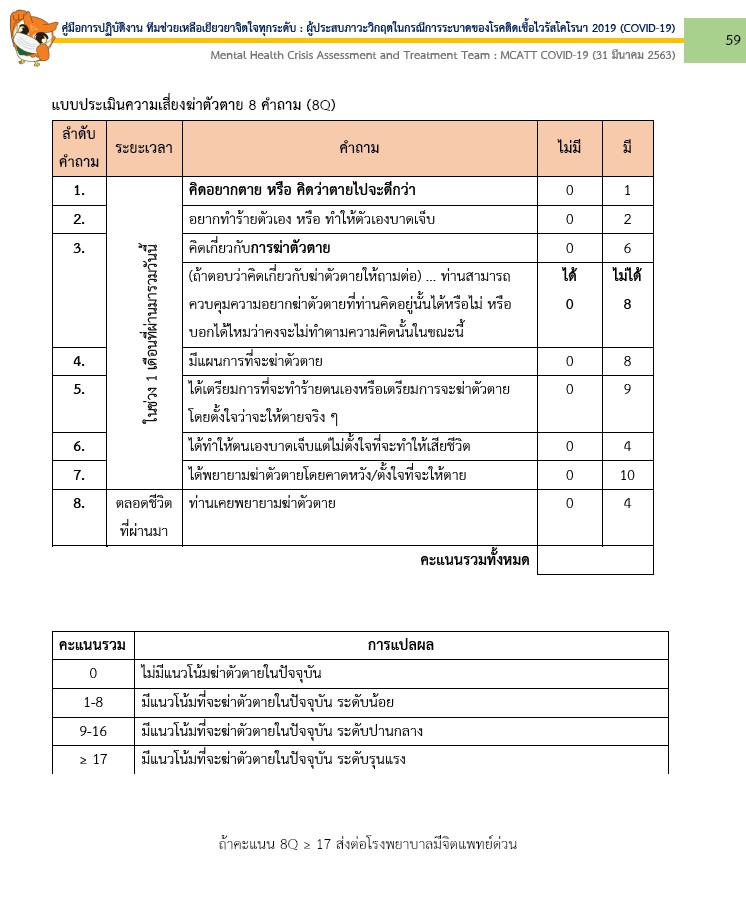 คู่มือการปฏิบัติงาน ทีมช่วยเหลือเยียวยาจิตใจทุกระดับ : ผู้ประสบภาวะวิกฤตในกรณีการระบาดของโรคติดเชื้อไวรัสโคโรนา 2019 (COVID-19)
59
Mental Health Crisis Assessment and Treatment Team : MCATT COVID-19 (31 มีนาคม 2563)
แบบประเมินความเสี่ยงฆ่าตัวตาย 8 คำถาม (8Q)
ลำดับ
คำถาม ระยะเวลา คำถาม ไม่มี มี
ในช่วง 1 เดือนที่ผ่านมารวมวันนี้
1. คิดอยากตาย หรือ คิดว่าตายไปจะดีกว่า 0 1
2. อยากทำร้ายตัวเอง หรือ ทำให้ตัวเองบาดเจ็บ 0 2
3. คิดเกี่ยวกับการฆ่าตัวตาย 0 6
(ถ้าตอบว่าคิดเกี่ยวกับฆ่าตัวตายให้ถามต่อ) ... ท่านสามารถ ได้ ไม่ได้
ควบคุมความอยากฆ่าตัวตายที่ท่านคิดอยู่นั้นได้หรือไม่ หรือ 0 8
บอกได้ไหมว่าคงจะไม่ทำตามความคิดนั้นในขณะนี้
4. มีแผนการที่จะฆ่าตัวตาย 0 8
5. ได้เตรียมการที่จะทำร้ายตนเองหรือเตรียมการจะฆ่าตัวตาย 0 9
โดยตั้งใจว่าจะให้ตายจริง ๆ
6. ได้ทำให้ตนเองบาดเจ็บแต่ไม่ตั้งใจที่จะทำให้เสียชีวิต 0 4
7. ได้พยายามฆ่าตัวตายโดยคาดหวัง/ตั้งใจที่จะให้ตาย 0 10
8. ตลอดชีวิต ท่านเคยพยายามฆ่าตัวตาย 0 4
ที่ผ่านมา
คะแนนรวมทั้งหมด
คะแนนรวม การแปลผล
0 ไม่มีแนวโน้มฆ่าตัวตายในปัจจุบัน
1-8 มีแนวโน้มที่จะฆ่าตัวตายในปัจจุบัน ระดับน้อย
9-16 มีแนวโน้มที่จะฆ่าตัวตายในปัจจุบัน ระดับปานกลาง
≥ 17 มีแนวโน้มที่จะฆ่าตัวตายในปัจจุบัน ระดับรุนแรง
ถ้าคะแนน 8Q ≥ 17 ส่งต่อโรงพยาบาลมีจิตแพทย์ด่วน